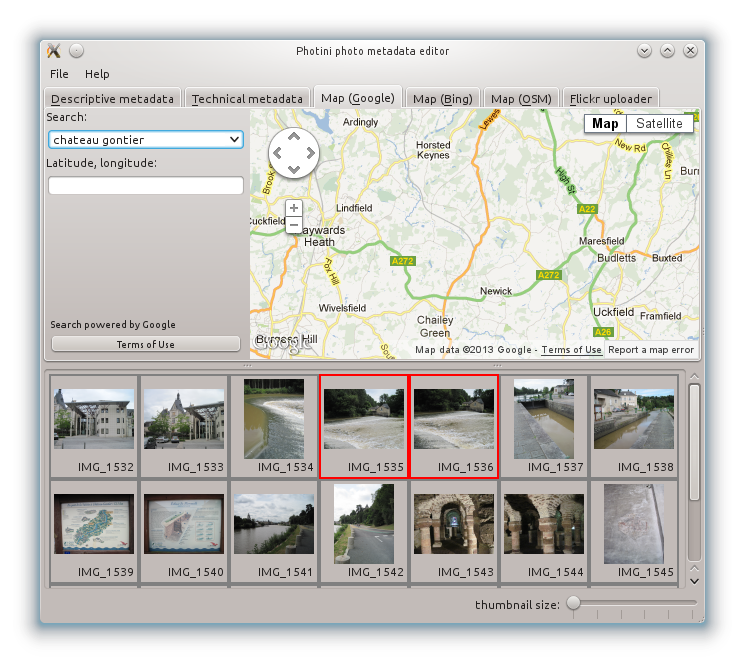 Photini photo metadata editor
File Help
Descriptive metadata Technical metadata Map (Google) Map (Bing) Map (OSM) Flickr uploader
Search:
chateau gontier
Latitude, longitude:
Search powered by Google
Terms of Use
Map Satellite
Ardingly
Lewes
Horsted
Keynes
New Rd
Chilles Ln
Brook
High St
Burn
Lindfield
A22
Cuckfield
aywards
Heath
Maresfield
A272
Budletts
Buxted
Fox Hill
A272
Newick
Wivelsfield
Uckfield
Framfield
Chailey
Green
A26
Burgess Hill
Google
Map data ©2013 Google - Terms of Use Report a map error
IMG_1532 IMG_1533 IMG_1534 IMG_1535 IMG_1536 IMG_1537 IMG_1538
IMG_1539 IMG_1540 IMG_1541 IMG_1542 IMG_1543 IMG_1544 IMG_1545
thumbnail size: